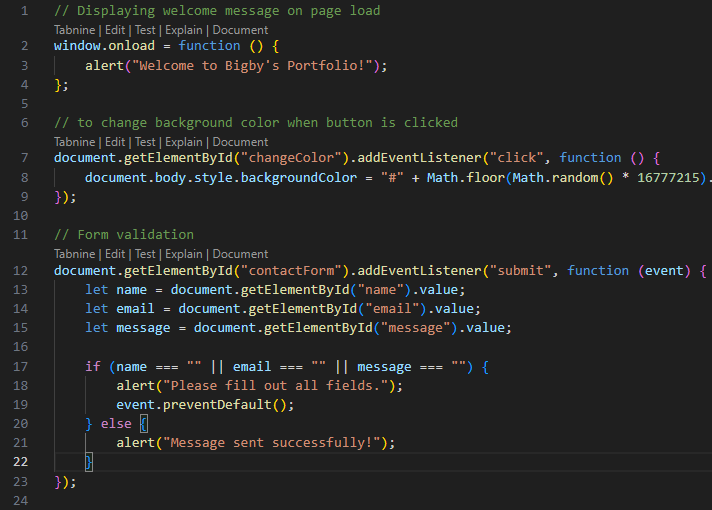 1 // Displaying welcome message on page load
Tabnine | Edit | Test | Explain | Document
2 window.onload = function () {
3     alert("Welcome to Bigby's Portfolio!");
4 };
5
6 // to change background color when button is clicked
Tabnine | Edit | Test | Explain | Document
7 document.getElementById("changeColor").addEventListener("click", function () {
8     document.body.style.backgroundColor = "#" + Math.floor(Math.random() * 16777215).
9 });
10
11 // Form validation
Tabnine | Edit | Test | Explain | Document
12 document.getElementById("contactForm").addEventListener("submit", function (event) {
13     let name = document.getElementById("name").value;
14     let email = document.getElementById("email").value;
15     let message = document.getElementById("message").value;
16
17     if (name === "" || email === "" || message === "") {
18         alert("Please fill out all fields.");
19         event.preventDefault();
20     } else {
21         alert("Message sent successfully!");
22     }
23 });
24